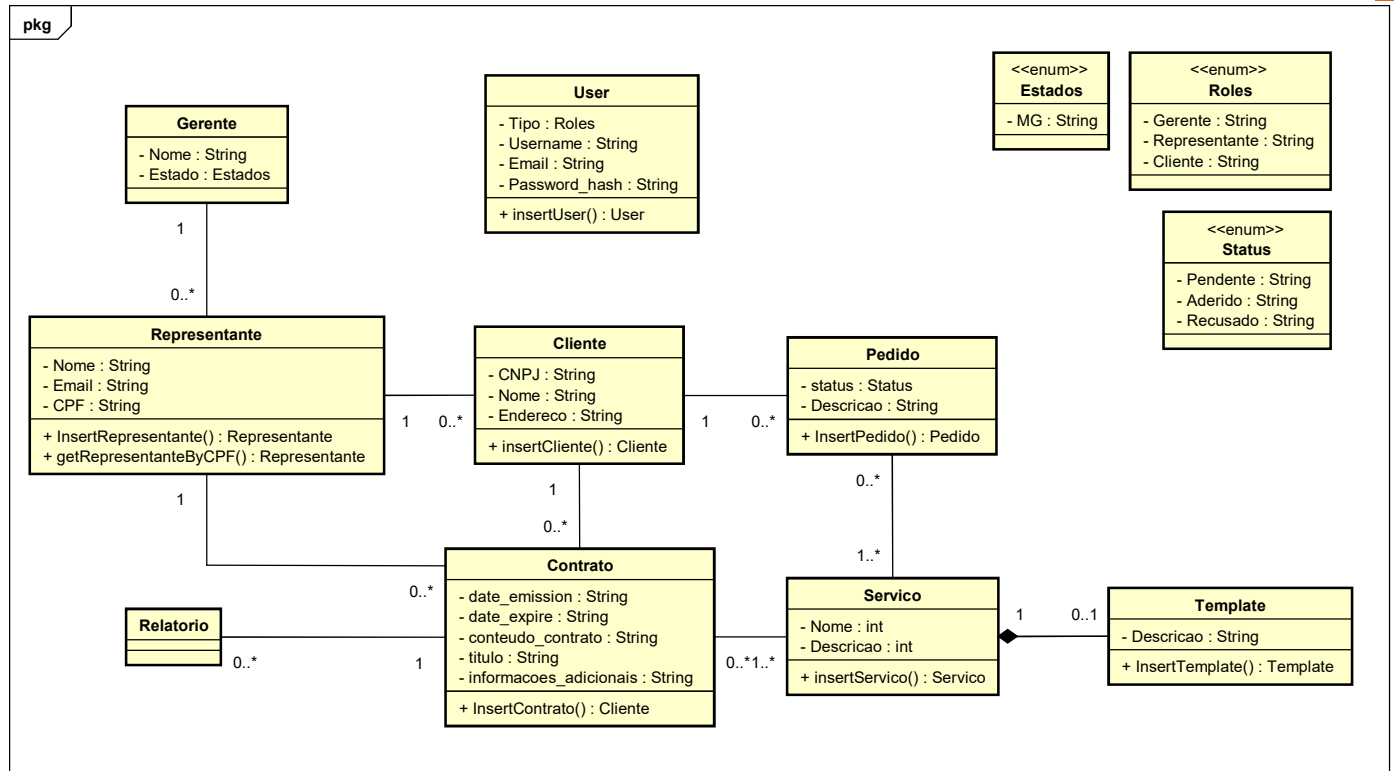 pkg
Gerente
- Nome : String
- Estado : Estados
User
- Tipo : Roles
- Username : String
- Email : String
- Password_hash : String
+ insertUser() : User
<<enum>>
Estados
- MG : String
<<enum>>
Roles
- Gerente : String
- Representante : String
- Cliente : String
<<enum>>
Status
- Pendente : String
- Aderido : String
- Recusado : String
1
0..*
Representante
- Nome : String
- Email : String
- CPF : String
+ InsertRepresentante() : Representante
+ getRepresentanteByCPF() : Representante
1
0..*
Cliente
- CNPJ : String
- Nome : String
- Endereco : String
+ insertCliente() : Cliente
1
0..*
Pedido
- status : Status
- Descricao : String
+ InsertPedido() : Pedido
1
0..*
1
0..*
0..*
1..*
Contrato
- date_emission : String
- date_expire : String
- conteudo_contrato : String
- titulo : String
- informacoes_adicionais : String
+ InsertContrato() : Cliente
Relatorio
0..*
1
0..*
1..*
Servico
- Nome : int
- Descricao : int
+ insertServico() : Servico
1
0..1
Template
- Descricao : String
+ InsertTemplate() : Template